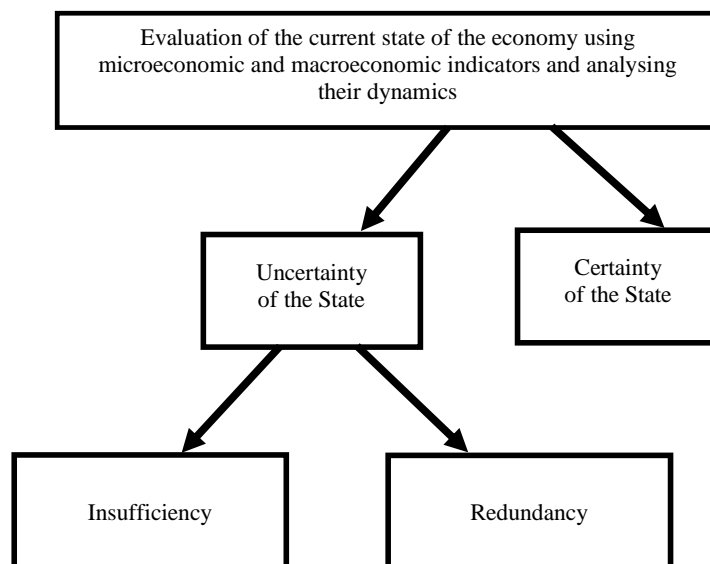 Evaluation of the current state of the economy using
microeconomic and macroeconomic indicators and analysing
their dynamics
Uncertainty
of the State
Certainty
of the State
Insufficiency
Redundancy